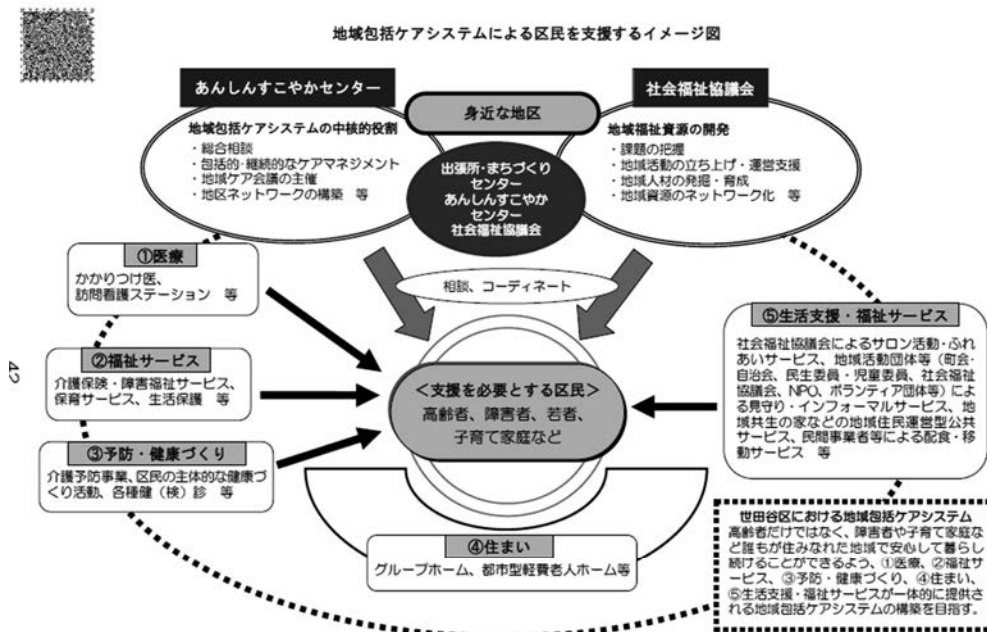 地域包括ケアシステムによる区民を支援するイメージ図
あんしんすこやかセンター
地域包括ケアシステムの中核的役割
・総合相談
・包括的・継続的なケアマネジメント
・地域ケア会議の主催
・地区ネットワークの構築 等
身近な地区
出張所・まちづくり
センター
あんしんすこやか
センター
社会福祉協議会
社会福祉協議会
地域福祉資源の開発
・課題の把握
・地域活動の立ち上げ・運営支援
・地域人材の発掘・育成
・地域資源のネットワーク化 等
相談、コーディネート
①医療
かかりつけ医、
訪問看護ステーション 等
②福祉サービス
介護保険・障害福祉サービス、
保育サービス、生活保護 等
③予防・健康づくり
介護予防事業、区民の主体的な健康づ
くり活動、各種健(検)診 等
<支援を必要とする区民>
高齢者、障害者、若者、
子育て家庭など
④住まい
グループホーム、都市型軽費老人ホーム等
⑤生活支援・福祉サービス
社会福祉協議会によるサロン活動・ふれ
あいサービス、地域活動団体等(町会・
自治会、民生委員・児童委員、社会福祉
協議会、NPO、ボランティア団体等)に
よる見守り・インフォーマルサービス、地
域共生の家などの地域住民運営型公共
サービス、民間事業者等による配食・移
動サービス 等
世田谷区における地域包括ケアシステム
高齢者だけではなく、障害者や子育て家庭な
ど誰もが住みなれた地域で安心して暮らし
続けることができるよう、①医療、②福祉サ
ービス、③予防・健康づくり、④住まい、
⑤生活支援・福祉サービスが一体的に提供さ
れる地域包括ケアシステムの構築を目指す。
42